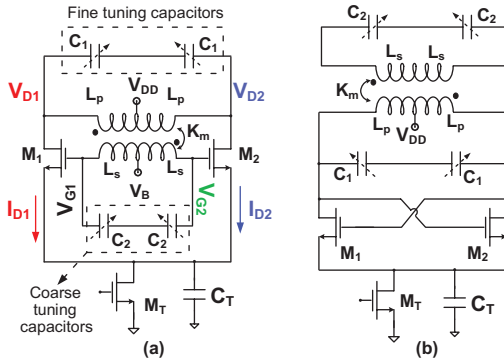 Fine tuning capacitors
C1 C1
VD1 VD2
Lp VDD Lp
Km
M1 M2
Ls Ls
VB
VG1 VG2
ID1 ID2
C2 C2
Coarse
tuning
capacitors
MT CT
(a)
C2 C2
Ls Ls
Km
Lp Lp
VDD
C1 C1
M1 M2
MT CT
(b)